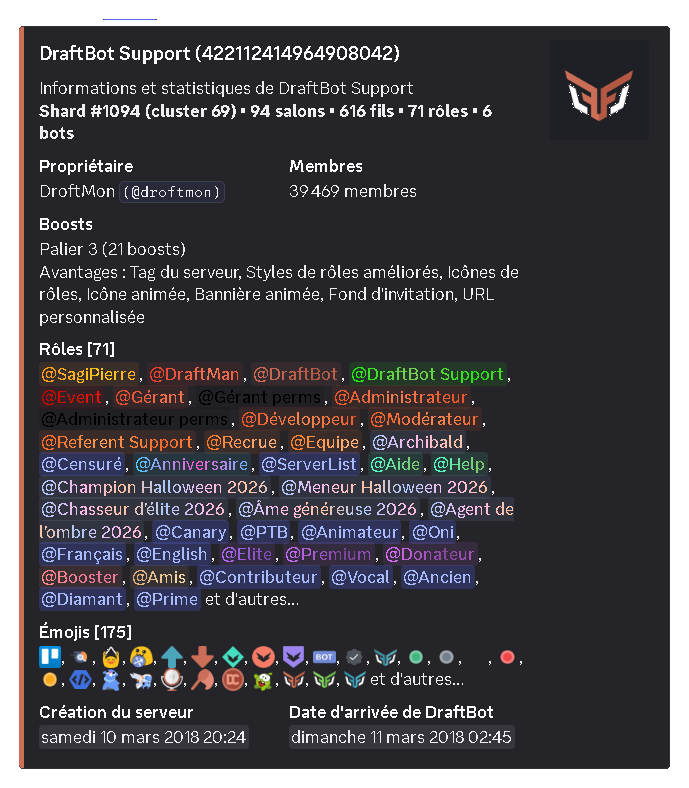 DraftBot Support (422112414964908042)
Informations et statistiques de DraftBot Support
Shard #1094 (cluster 69) • 94 salons • 616 fils • 71 rôles • 6
bots
Propriétaire
DroftMon (@droftmon)
Membres
39 469 membres
Boosts
Palier 3 (21 boosts)
Avantages : Tag du serveur, Styles de rôles améliorés, Icônes de
rôles, Icône animée, Bannière animée, Fond d'invitation, URL
personnalisée
Rôles [71]
@SagiPierre, @DraftMan, @DraftBot, @DraftBot Support,
@Event, @Gérant, @Gérant perms, @Administrateur,
@Administrateur perms, @Développeur, @Modérateur,
@Referent Support, @Recrue, @Equipe, @Archibald,
@Censuré, @Anniversaire, @ServerList, @Aide, @Help,
@Champion Halloween 2026, @Meneur Halloween 2026,
@Chasseur d'élite 2026, @Âme généreuse 2026, @Agent de
l'ombre 2026, @Canary, @PTB, @Animateur, @Oni,
@Français, @English, @Elite, @Premium, @Donateur,
@Booster, @Amis, @Contributeur, @Vocal, @Ancien,
@Diamant, @Prime et d'autres...
Émojis [175]
, , , , , , , , , BOT, , , , , , ,
, , , , , , , , , , et d'autres...
Création du serveur
samedi 10 mars 2018 20:24
Date d'arrivée de DraftBot
dimanche 11 mars 2018 02:45